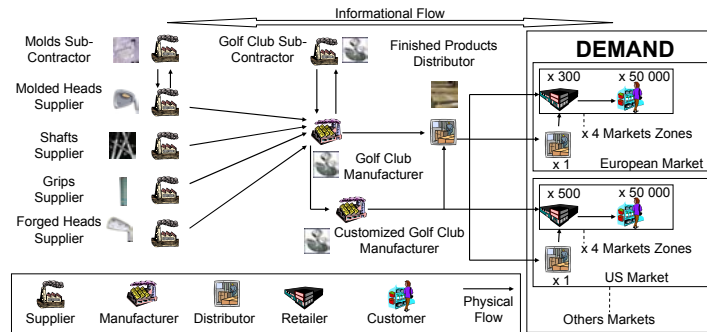 Informational Flow
Molds Sub-
Contractor
Golf Club Sub-
Contractor
Finished Products
Distributor
DEMAND
Molded Heads
Supplier
Shafts
Supplier
Grips
Supplier
Forged Heads
Supplier
Golf Club
Manufacturer
Customized Golf Club
Manufacturer
x 300
x 50 000
x 4 Markets Zones
x 1
European Market
x 500
x 50 000
x 4 Markets Zones
x 1
US Market
Others Markets
Supplier
Manufacturer
Distributor
Retailer
Customer
Physical
Flow